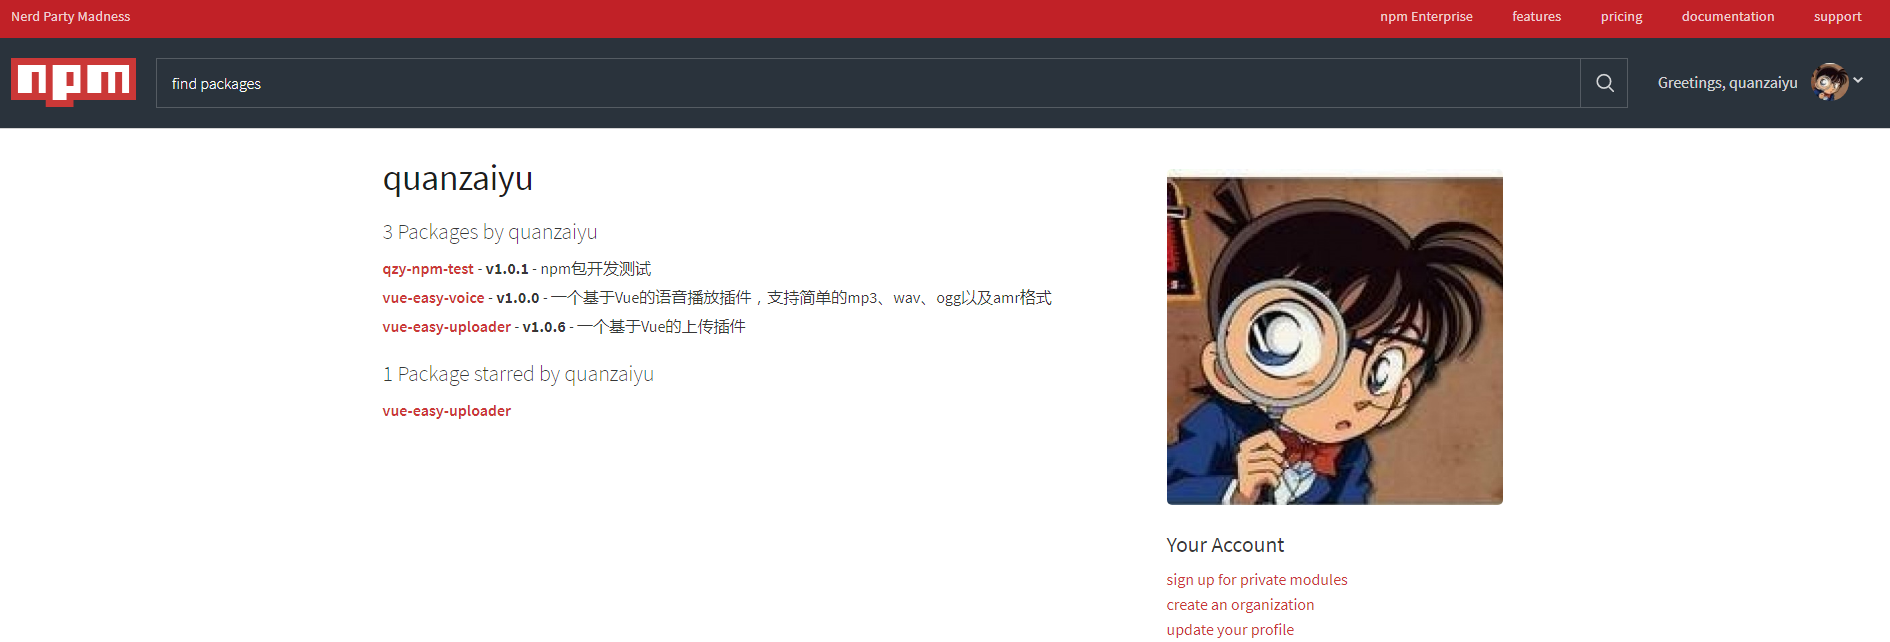 Nerd Party Madness
npm Enterprise features pricing documentation support
npm
find packages
Greetings, quanzaiyu
quanzaiyu
3 Packages by quanzaiyu
qzy-npm-test - v1.0.1 - npm包开发测试
vue-easy-voice - v1.0.0 - 一个基于Vue的语音播放插件，支持简单的mp3、wav、ogg以及amr格式
vue-easy-uploader - v1.0.6 - 一个基于Vue的上传插件
1 Package starred by quanzaiyu
vue-easy-uploader
Your Account
sign up for private modules
create an organization
update your profile